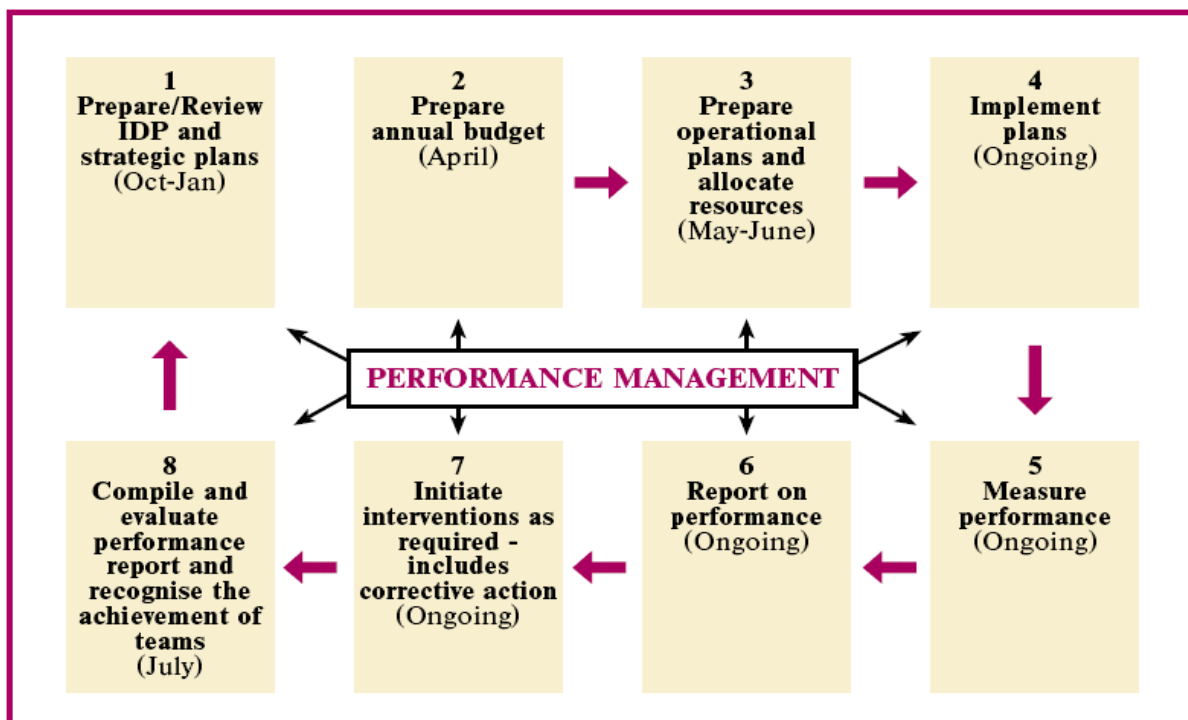 1
Prepare/Review
IDP and
strategic plans
(Oct-Jan)
2
Prepare
annual budget
(April)
3
Prepare
operational
plans and
allocate
resources
(May-June)
4
Implement
plans
(Ongoing)
PERFORMANCE MANAGEMENT
8
Compile and
evaluate
performance
report and
recognise the
achievement of
teams
(July)
7
Initiate
interventions as
required -
includes
corrective action
(Ongoing)
6
Report on
performance
(Ongoing)
5
Measure
performance
(Ongoing)